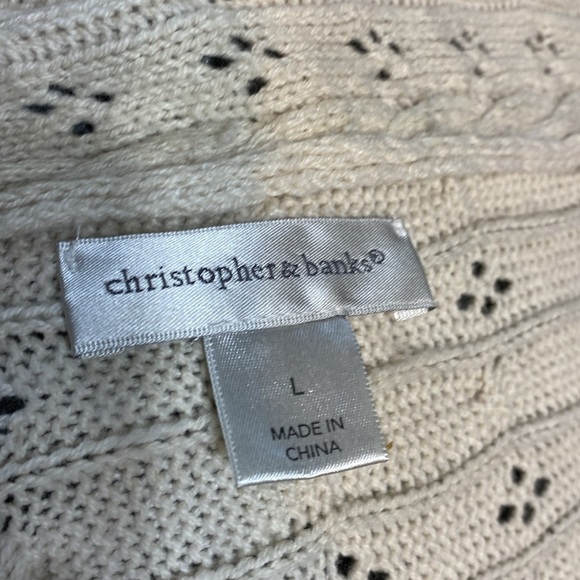 christopher & banks®
L
MADE IN
CHINA